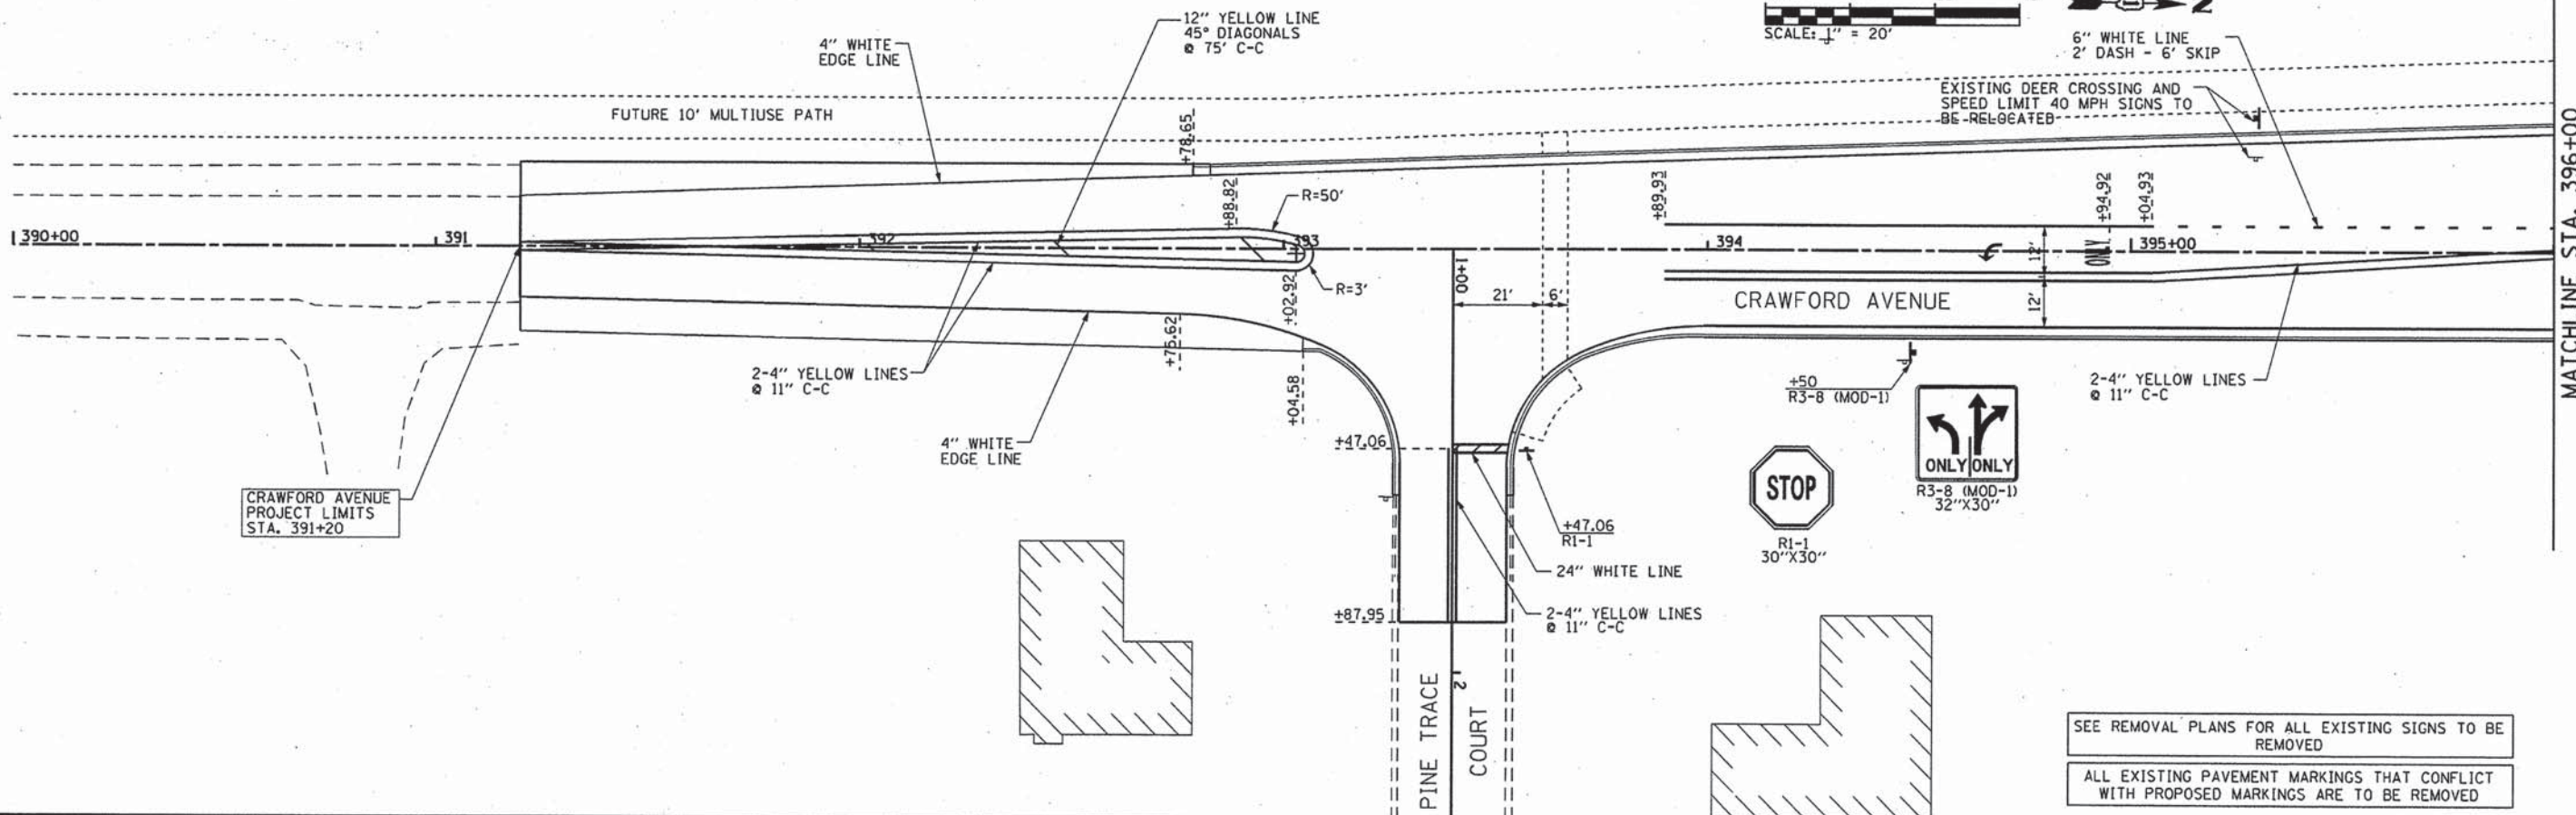 12" YELLOW LINE
45° DIAGONALS
@ 75' C-C
4" WHITE
EDGE LINE
SCALE: 1" = 20'
N
6" WHITE LINE
2' DASH - 6' SKIP
EXISTING DEER CROSSING AND
SPEED LIMIT 40 MPH SIGNS TO
BE RELOCATED
FUTURE 10' MULTIUSE PATH
+78.65
+88.82
R=50'
+89.93
+94.92
+04.93
MATCHLINE STA. 396+00
390+00
391
392
393
394
395+00
ONLY
12'
12'
1+00
21'
6'
R=3'
+02.92
CRAWFORD AVENUE
+75.62
+04.58
2-4" YELLOW LINES
@ 11" C-C
+50
R3-8 (MOD-1)
2-4" YELLOW LINES
@ 11" C-C
4" WHITE
EDGE LINE
+47.06
ONLY ONLY
R3-8 (MOD-1)
32"X30"
STOP
R1-1
30"X30"
CRAWFORD AVENUE
PROJECT LIMITS
STA. 391+20
+47.06
R1-1
24" WHITE LINE
+87.95
2-4" YELLOW LINES
@ 11" C-C
2
PINE TRACE
COURT
SEE REMOVAL PLANS FOR ALL EXISTING SIGNS TO BE
REMOVED
ALL EXISTING PAVEMENT MARKINGS THAT CONFLICT
WITH PROPOSED MARKINGS ARE TO BE REMOVED